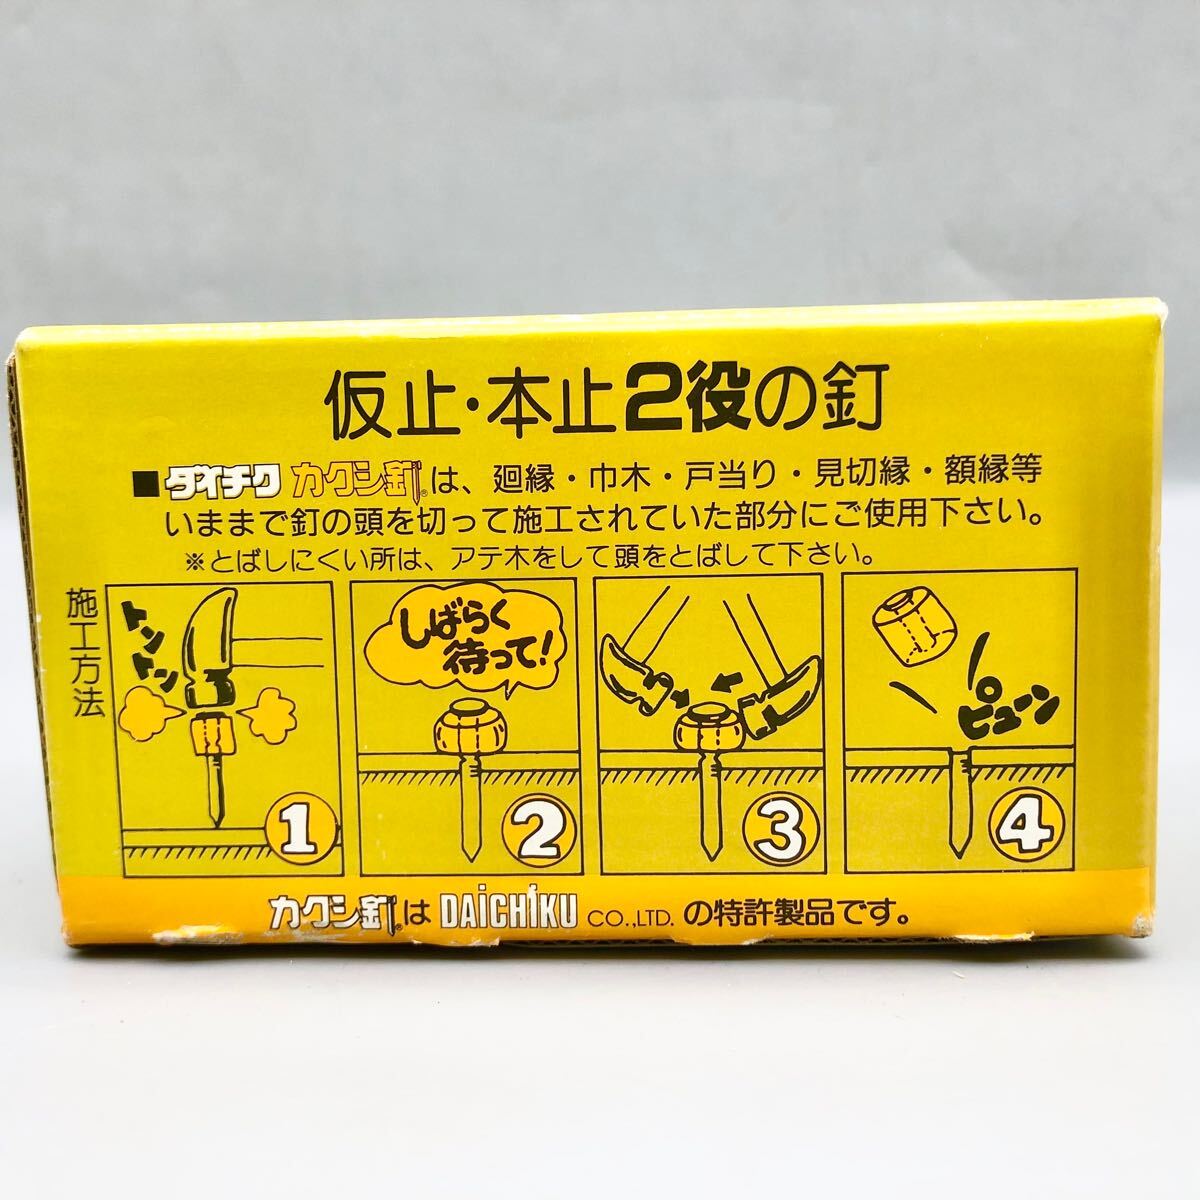 仮止・本止2役の釘
■ダイチク カクシ釘®は、廻縁・巾木・戸当り・見切縁・額縁等
いままで釘の頭を切って施工されていた部分にご使用下さい。
※とばしにくい所は、アテ木をして頭をとばして下さい。
施工方法
トントントン
1
しばらく
待って!
2
3
ピューン
4
カクシ釘®は DAiCHiKU CO.,LTD. の特許製品です。